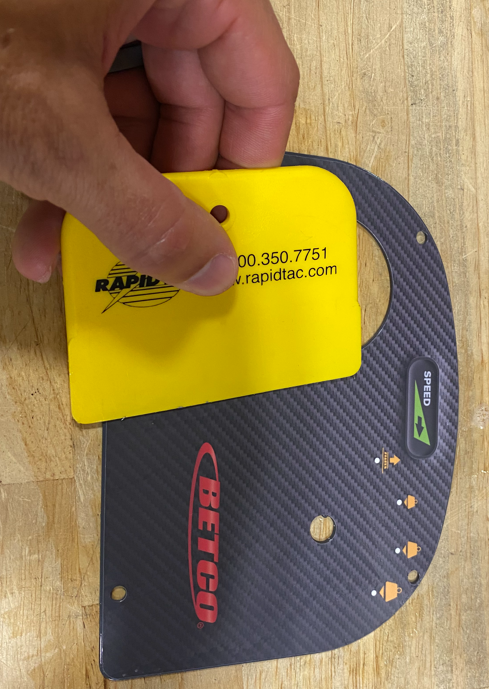 00.350.7751
w.rapidtac.com
RAPID
SPEED
BETCO®